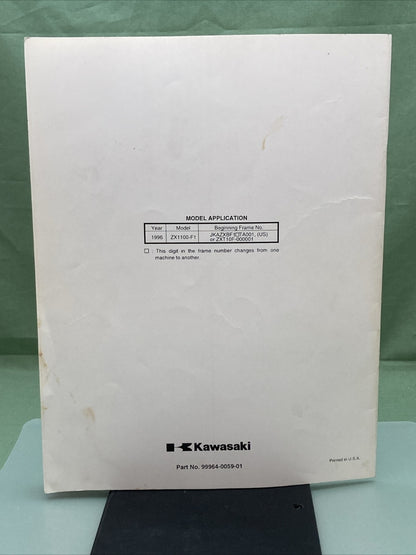 MODEL APPLICATION
Year Model Beginning Frame No.
1996 ZX1100-F1 JKAZXBF1□TA001, (US)
or ZXT10F-000001
□ : This digit in the frame number changes from one
machine to another.
Kawasaki
Part No. 99964-0059-01
Printed in U.S.A.